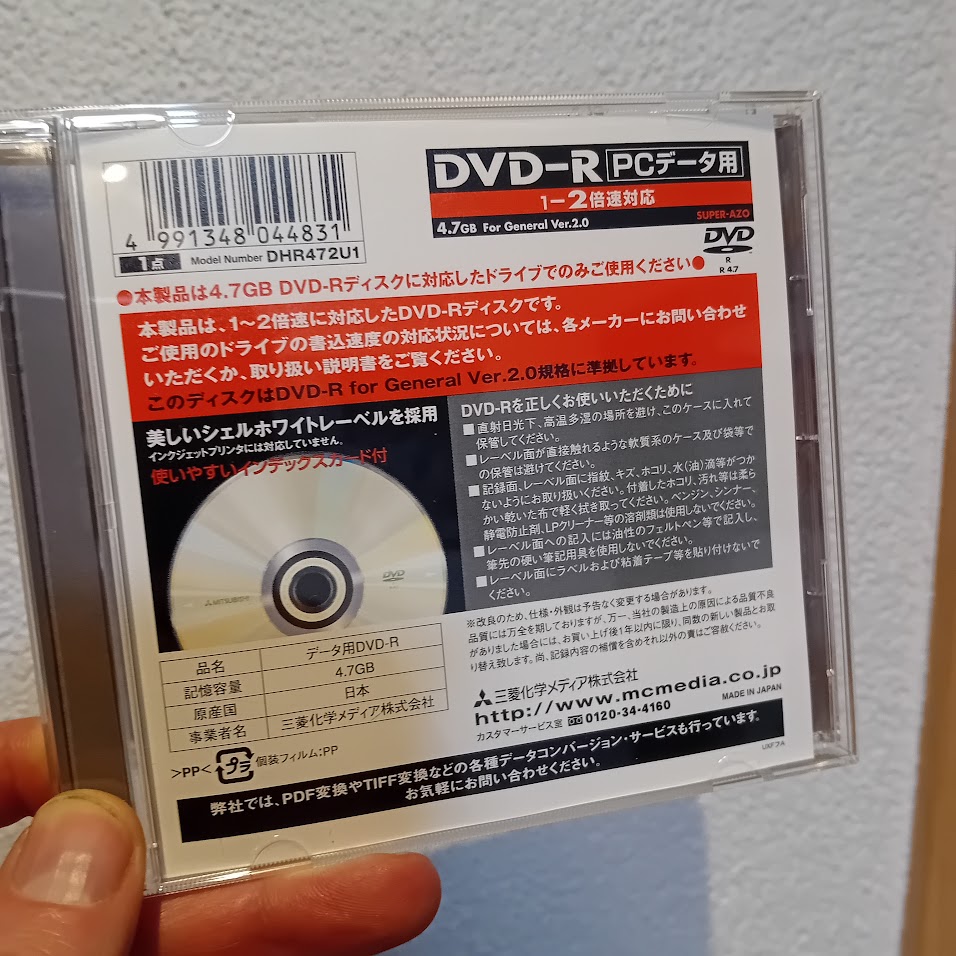 4 991348 044831
1点 Model Number DHR472U1
DVD-R PCデータ用
1-2倍速対応
SUPER-AZO
4.7GB For General Ver.2.0
DVD
R
R 4.7
●本製品は4.7GB DVD-Rディスクに対応したドライブでのみご使用ください●
本製品は、1〜2倍速に対応したDVD-Rディスクです。
ご使用のドライブの書込速度の対応状況については、各メーカーにお問い合わせ
いただくか、取り扱い説明書をご覧ください。
このディスクはDVD-R for General Ver.2.0規格に準拠しています。
美しいシェルホワイトレーベルを採用
インクジェットプリンタには対応していません。
使いやすいインデックスカード付
MITSUBISHI
DVD
DVD-Rを正しくお使いいただくために
■直射日光下、高温多湿の場所を避け、このケースに入れて
保管してください。
■レーベル面が直接触れるような軟質系のケース及び袋等で
の保管は避けてください。
■記録面、レーベル面に指紋、キズ、ホコリ、水(油)滴等がつか
ないようにお取り扱いください。付着したホコリ、汚れ等は柔ら
かい乾いた布で軽く拭き取ってください。ベンジン、シンナー、
静電防止剤、LPクリーナー等の溶剤類は使用しないでください。
■レーベル面への記入には油性のフェルトペン等で記入し、
筆先の硬い筆記用具を使用しないでください。
■レーベル面にラベルおよび粘着テープ等を貼り付けないで
ください。
※改良のため、仕様・外観は予告なく変更する場合があります。
品質には万全を期しておりますが、万一、当社の製造上の原因による品質不良
がありました場合には、お買い上げ後1年以内に限り、同数の新しい製品とお取
り替え致します。尚、記録内容の補償を含めそれ以外の責はご容赦ください。
品名 データ用DVD-R
記憶容量 4.7GB
原産国 日本
事業者名 三菱化学メディア株式会社
三菱化学メディア株式会社
http://www.mcmedia.co.jp
カスタマーサービス室 0120-34-4160
MADE IN JAPAN
>PP< プラ 個装フィルム:PP
UXF7A
弊社では、PDF変換やTIFF変換などの各種データコンバージョン・サービスも行っています。
お気軽にお問い合わせください。